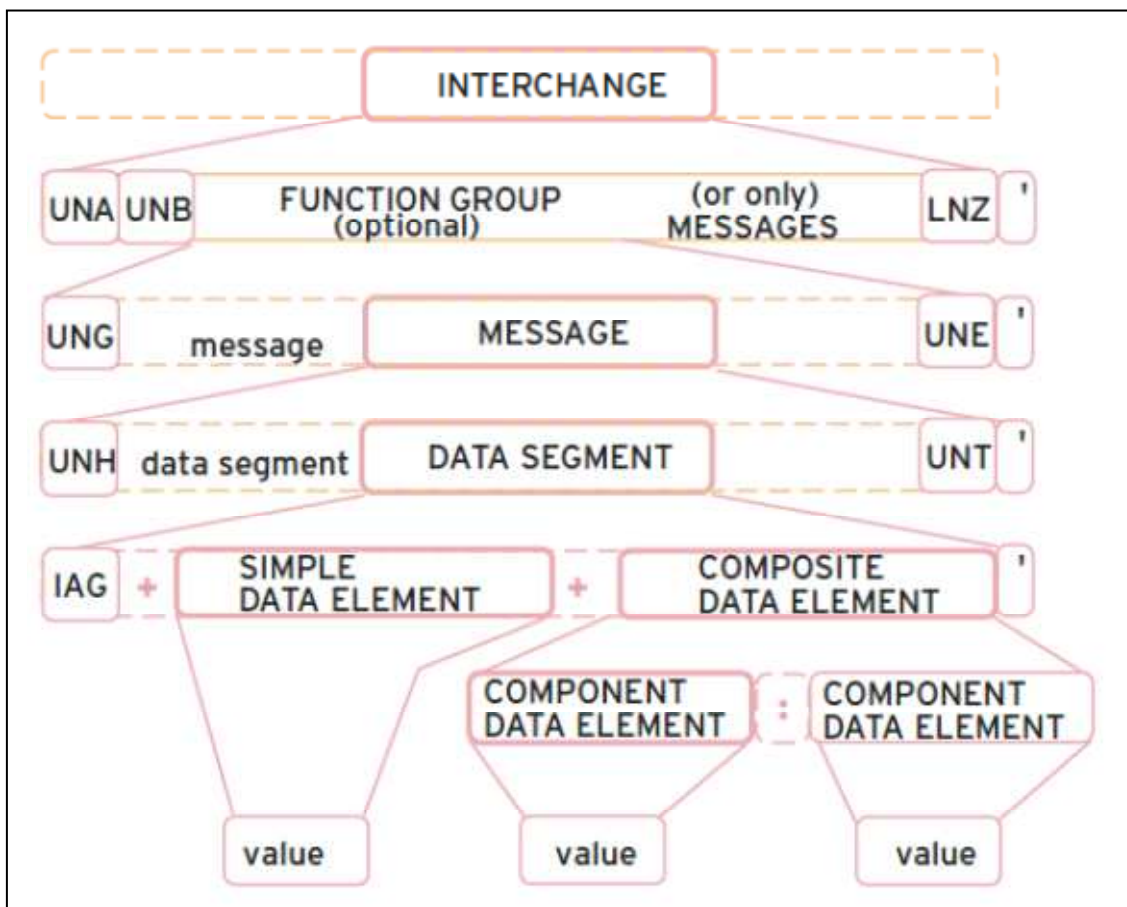 INTERCHANGE
UNA UNB FUNCTION GROUP (or only) LNZ '
(optional) MESSAGES
UNG message MESSAGE UNE '
UNH data segment DATA SEGMENT UNT '
IAG + SIMPLE + COMPOSITE '
DATA ELEMENT DATA ELEMENT
COMPONENT : COMPONENT
DATA ELEMENT DATA ELEMENT
value value value